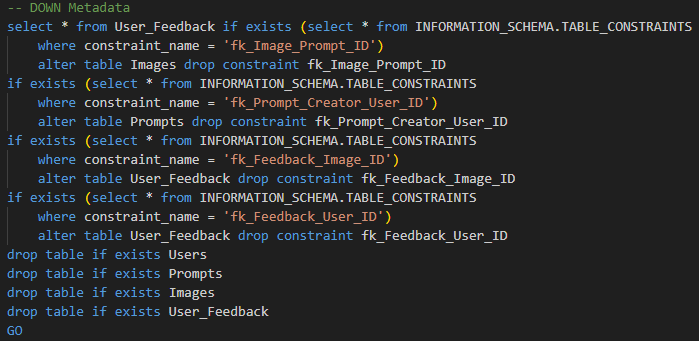 -- DOWN Metadata
select * from User_Feedback if exists (select * from INFORMATION_SCHEMA.TABLE_CONSTRAINTS
    where constraint_name = 'fk_Image_Prompt_ID')
    alter table Images drop constraint fk_Image_Prompt_ID
if exists (select * from INFORMATION_SCHEMA.TABLE_CONSTRAINTS
    where constraint_name = 'fk_Prompt_Creator_User_ID')
    alter table Prompts drop constraint fk_Prompt_Creator_User_ID
if exists (select * from INFORMATION_SCHEMA.TABLE_CONSTRAINTS
    where constraint_name = 'fk_Feedback_Image_ID')
    alter table User_Feedback drop constraint fk_Feedback_Image_ID
if exists (select * from INFORMATION_SCHEMA.TABLE_CONSTRAINTS
    where constraint_name = 'fk_Feedback_User_ID')
    alter table User_Feedback drop constraint fk_Feedback_User_ID
drop table if exists Users
drop table if exists Prompts
drop table if exists Images
drop table if exists User_Feedback
GO